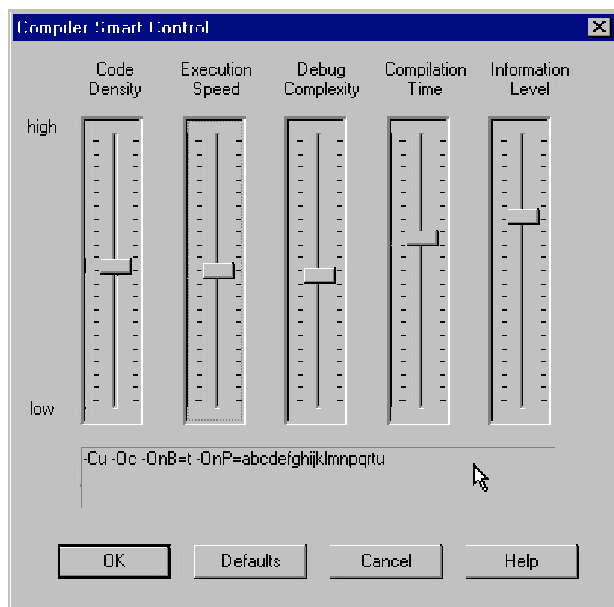 Compiler Smart Control
Code Density
Execution Speed
Debug Complexity
Compilation Time
Information Level
high
low
-Cu -Oc -OnB=t -OnP=abcdefghijklmnpqrtu
OK
Defaults
Cancel
Help